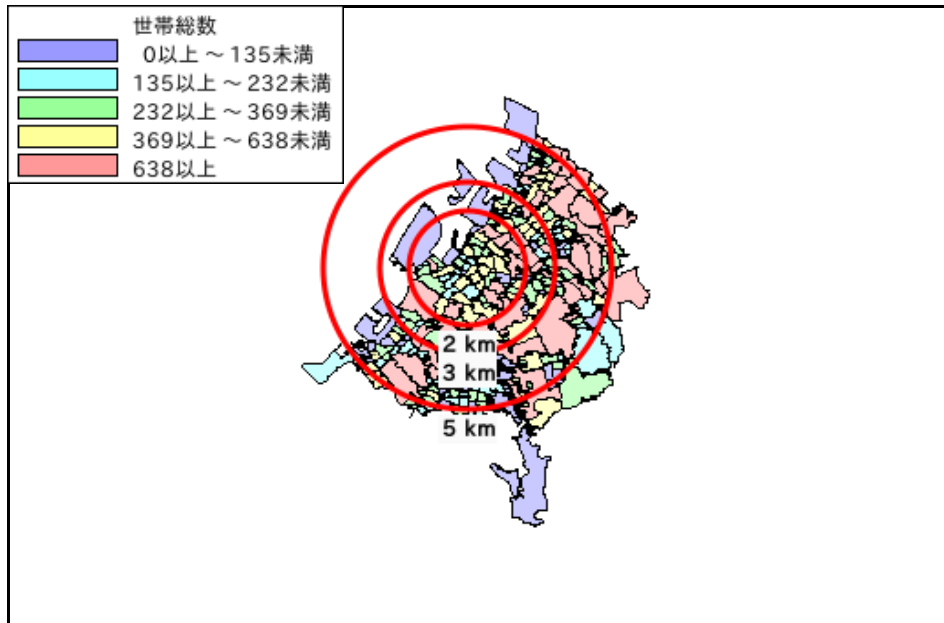 世帯総数
0以上 ~ 135未満
135以上 ~ 232未満
232以上 ~ 369未満
369以上 ~ 638未満
638以上
2 km
3 km
5 km